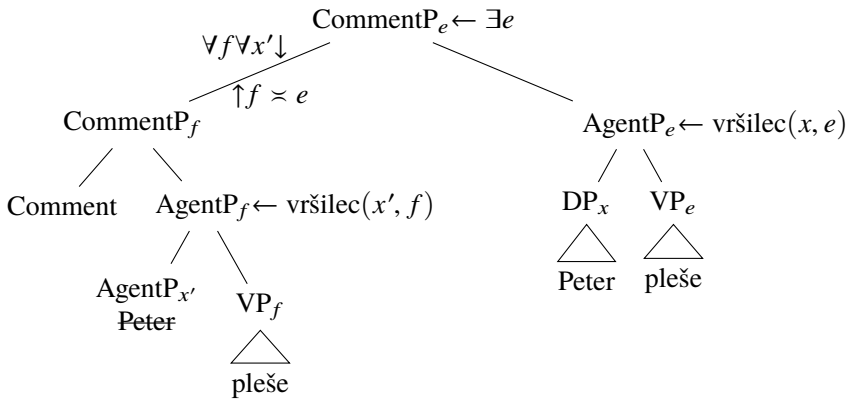 CommentP_e ← ∃e
∀f∀x′↓
↑f ≍ e
CommentP_f
AgentP_e ← vršilec(x, e)
Comment AgentP_f ← vršilec(x′, f) DP_x VP_e
Peter pleše
AgentP_x′ VP_f
Peter
pleše